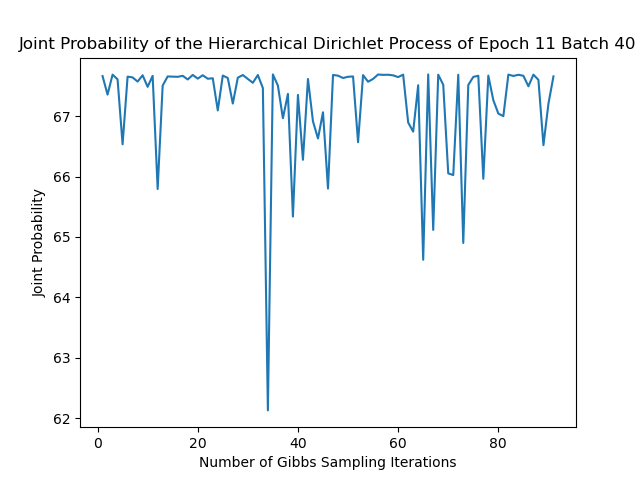 Joint Probability of the Hierarchical Dirichlet Process of Epoch 11 Batch 40
67
66
65
64
63
62
Joint Probability
0 20 40 60 80
Number of Gibbs Sampling Iterations